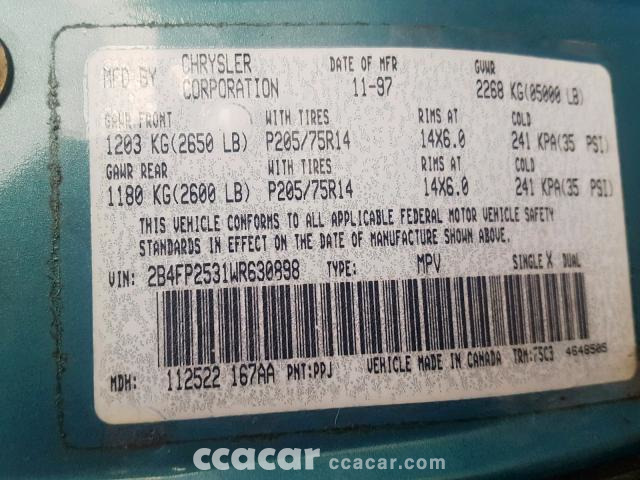 MFD BY CHRYSLER CORPORATION DATE OF MFR 11-97 GVWR 2268 KG(05000 LB)
GAWR FRONT WITH TIRES RIMS AT COLD
1203 KG(2650 LB) P205/75R14 14X6.0 241 KPA(35 PSI)
GAWR REAR WITH TIRES RIMS AT COLD
1180 KG(2600 LB) P205/75R14 14X6.0 241 KPA(35 PSI)
THIS VEHICLE CONFORMS TO ALL APPLICABLE FEDERAL MOTOR VEHICLE SAFETY
STANDARDS IN EFFECT ON THE DATE OF MANUFACTURE SHOWN ABOVE.
VIN: 2B4FP2531WR630898 TYPE: MPV SINGLE X DUAL
MDH: 112522 167AA PNT:PPJ VEHICLE MADE IN CANADA TRM:75C3 4648505
ccacar ccacar.com